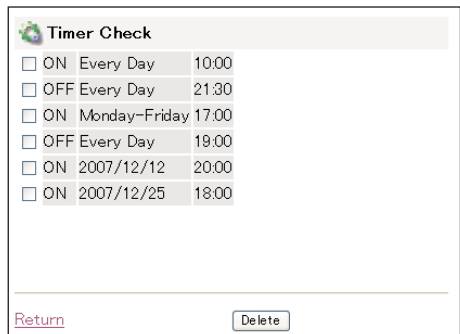 Timer Check
ON Every Day 10:00
OFF Every Day 21:30
ON Monday-Friday 17:00
OFF Every Day 19:00
ON 2007/12/12 20:00
ON 2007/12/25 18:00
Return Delete